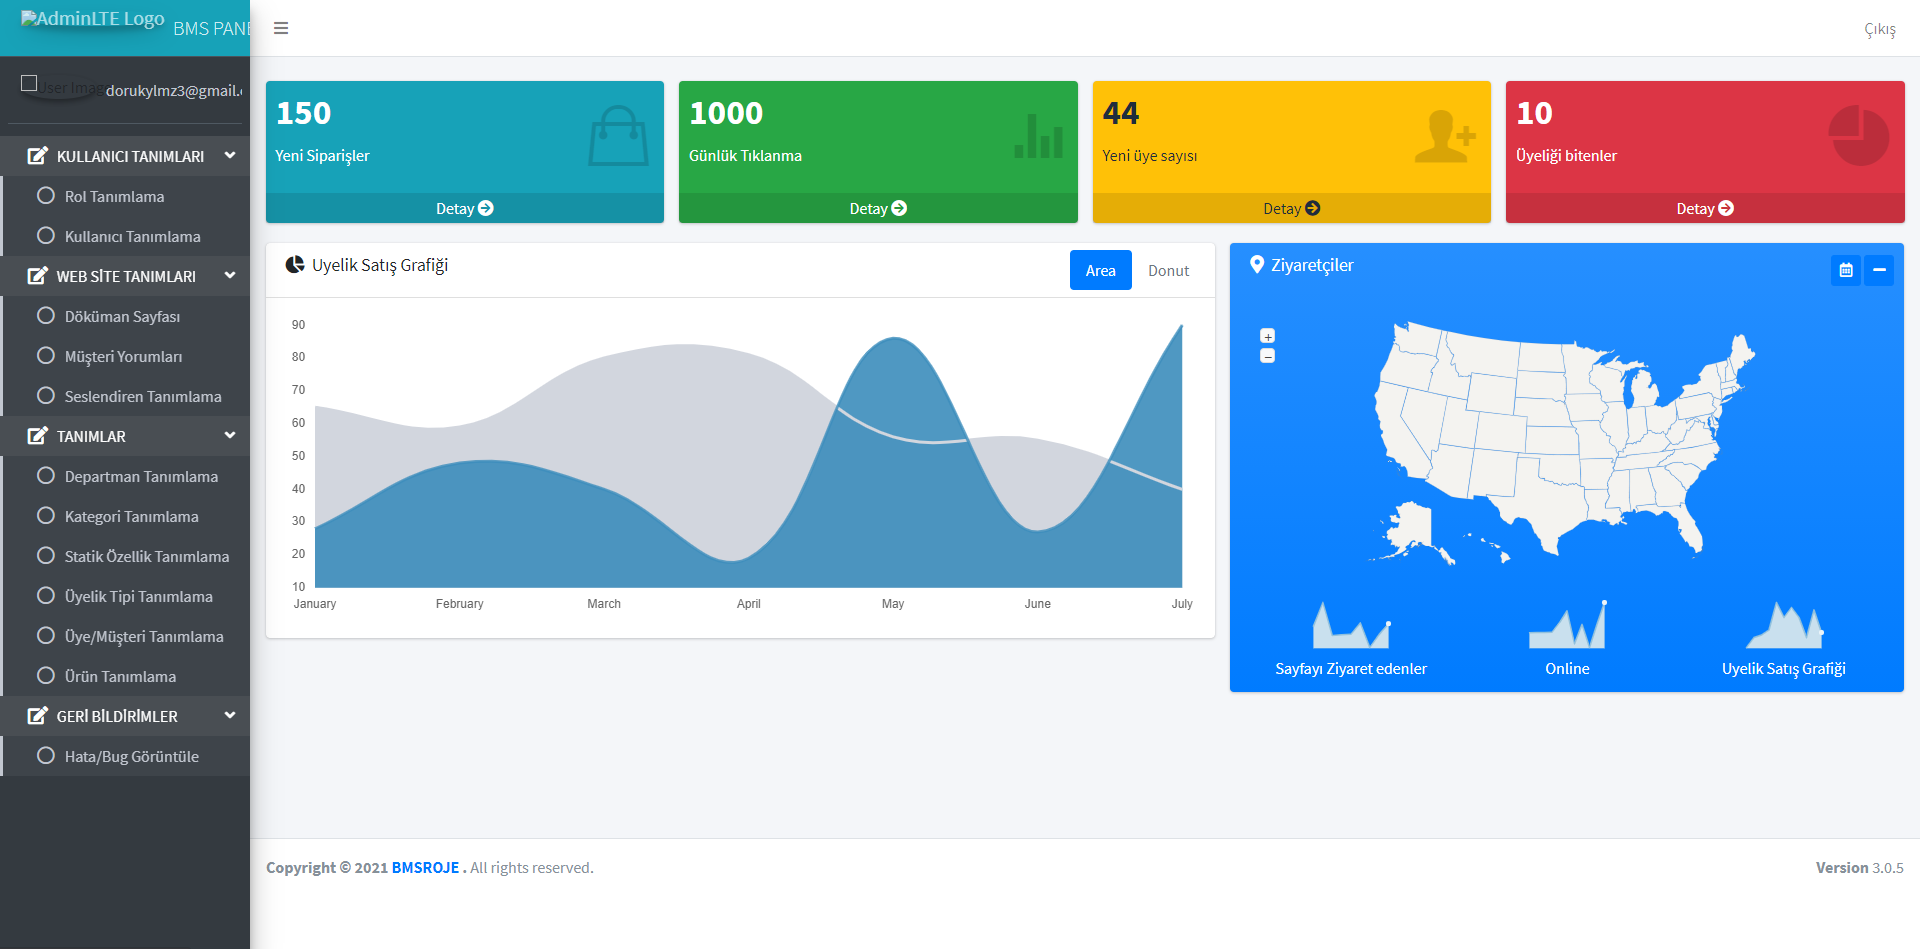 AdminLTE Logo
BMS PANE
Çıkış
User Imag
dorukylmz3@gmail.c
KULLANICI TANIMLARI
Rol Tanımlama
Kullanıcı Tanımlama
WEB SİTE TANIMLARI
Döküman Sayfası
Müşteri Yorumları
Seslendiren Tanımlama
TANIMLAR
Departman Tanımlama
Kategori Tanımlama
Statik Özellik Tanımlama
Üyelik Tipi Tanımlama
Üye/Müşteri Tanımlama
Ürün Tanımlama
GERİ BİLDİRİMLER
Hata/Bug Görüntüle
150
Yeni Siparişler
Detay
1000
Günlük Tıklanma
Detay
44
Yeni üye sayısı
Detay
10
Üyeliği bitenler
Detay
Uyelik Satış Grafiği
Area
Donut
90
80
70
60
50
40
30
20
10
January February March April May June July
Ziyaretçiler
+
−
Sayfayı Ziyaret edenler
Online
Uyelik Satış Grafiği
Copyright © 2021 BMSROJE . All rights reserved.
Version 3.0.5